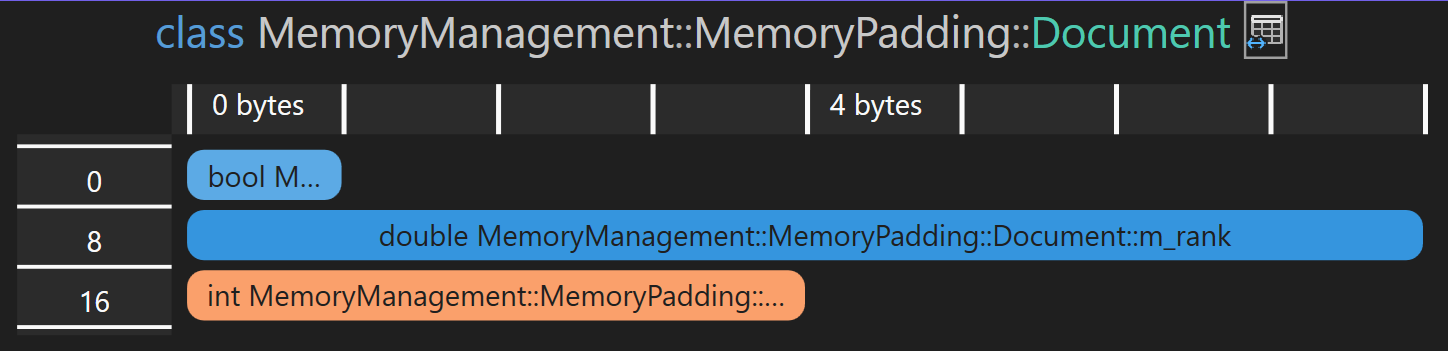 class MemoryManagement::MemoryPadding::Document
0 bytes 4 bytes
0 bool M...
8 double MemoryManagement::MemoryPadding::Document::m_rank
16 int MemoryManagement::MemoryPadding::...